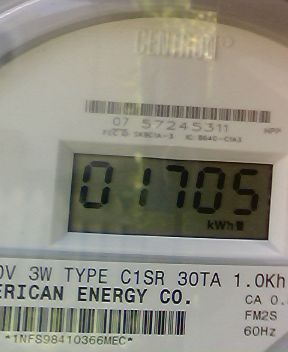 CENTRON
07 57245311
01705
kWh
0V 3W TYPE C1SR 30TA 1.0Kh
ERICAN ENERGY CO.
CA 0.
FM2S
60Hz
*1NFS98410366MEC*